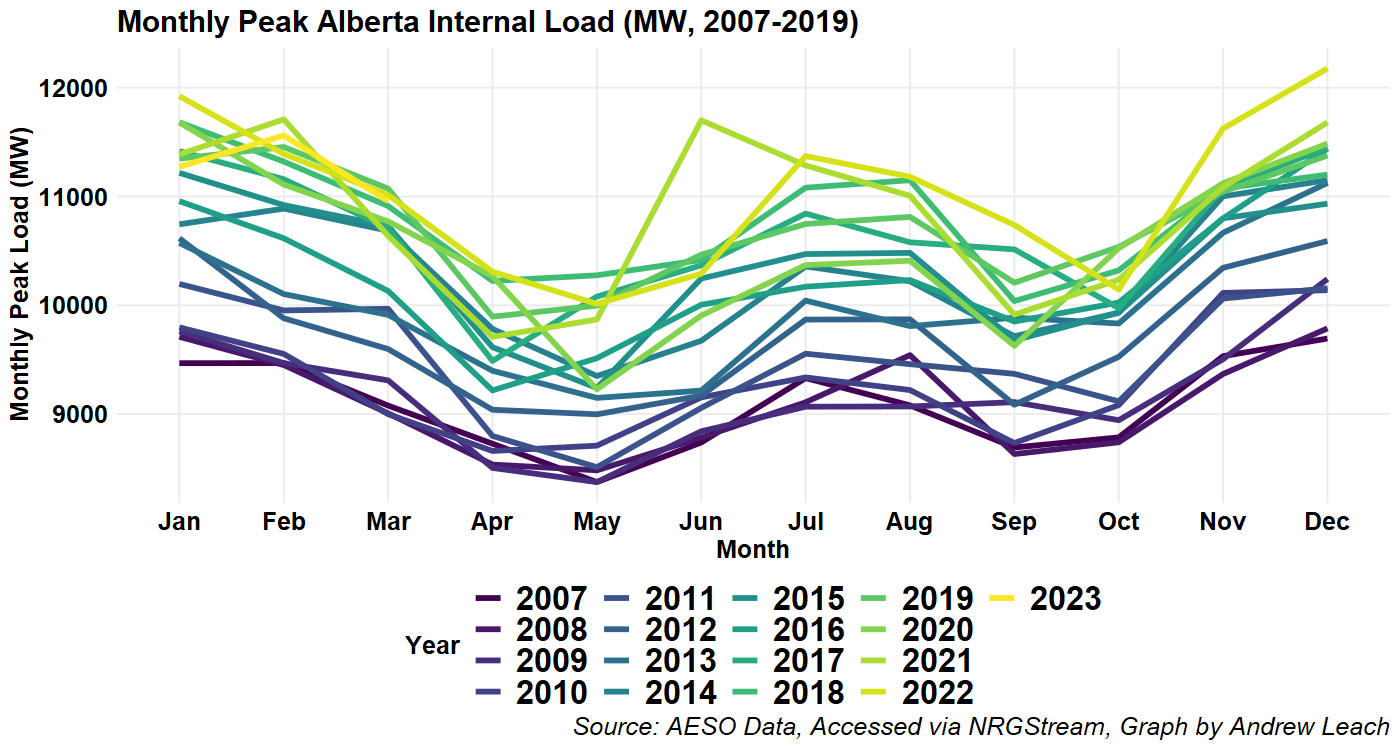 Monthly Peak Alberta Internal Load (MW, 2007-2019)
Monthly Peak Load (MW)
12000
11000
10000
9000
Jan Feb Mar Apr May Jun Jul Aug Sep Oct Nov Dec
Month
Year
2007 2011 2015 2019 2023
2008 2012 2016 2020
2009 2013 2017 2021
2010 2014 2018 2022
Source: AESO Data, Accessed via NRGStream, Graph by Andrew Leach